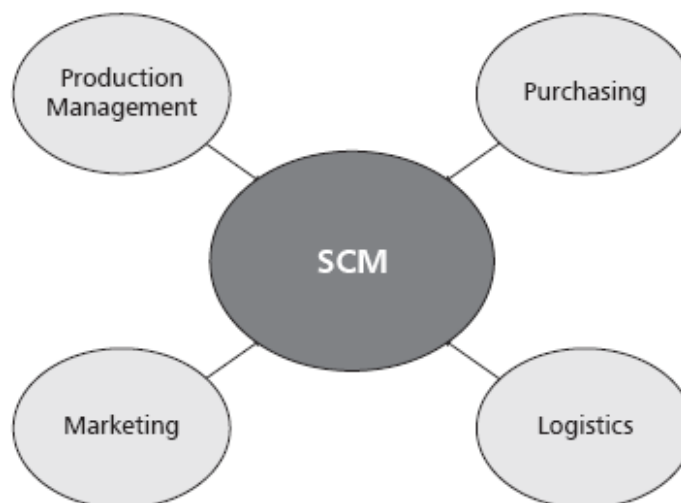 Production
Management
Purchasing
SCM
Marketing
Logistics